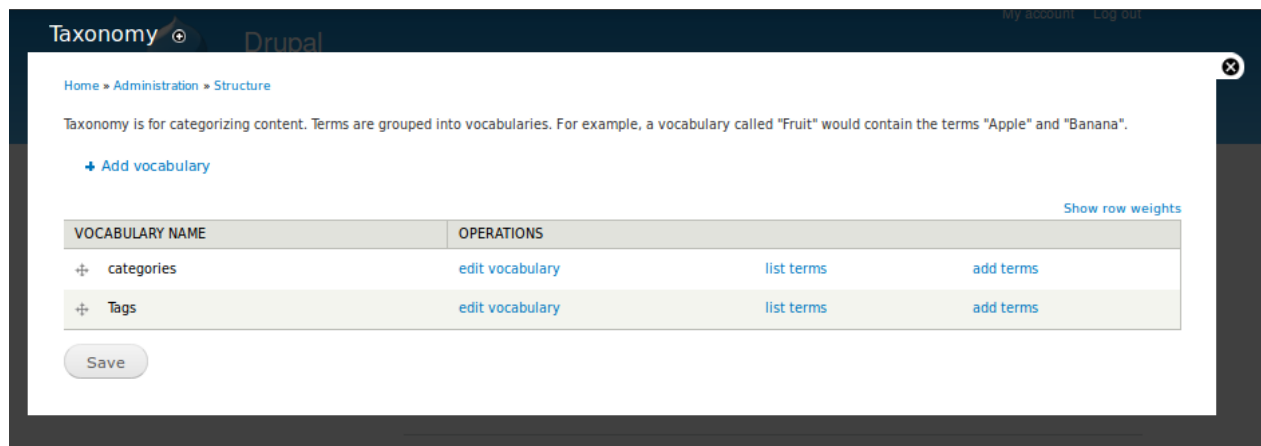 My account Log out
Taxonomy
Drupal
Home » Administration » Structure
Taxonomy is for categorizing content. Terms are grouped into vocabularies. For example, a vocabulary called "Fruit" would contain the terms "Apple" and "Banana".
+ Add vocabulary
Show row weights
VOCABULARY NAME OPERATIONS
categories edit vocabulary list terms add terms
Tags edit vocabulary list terms add terms
Save